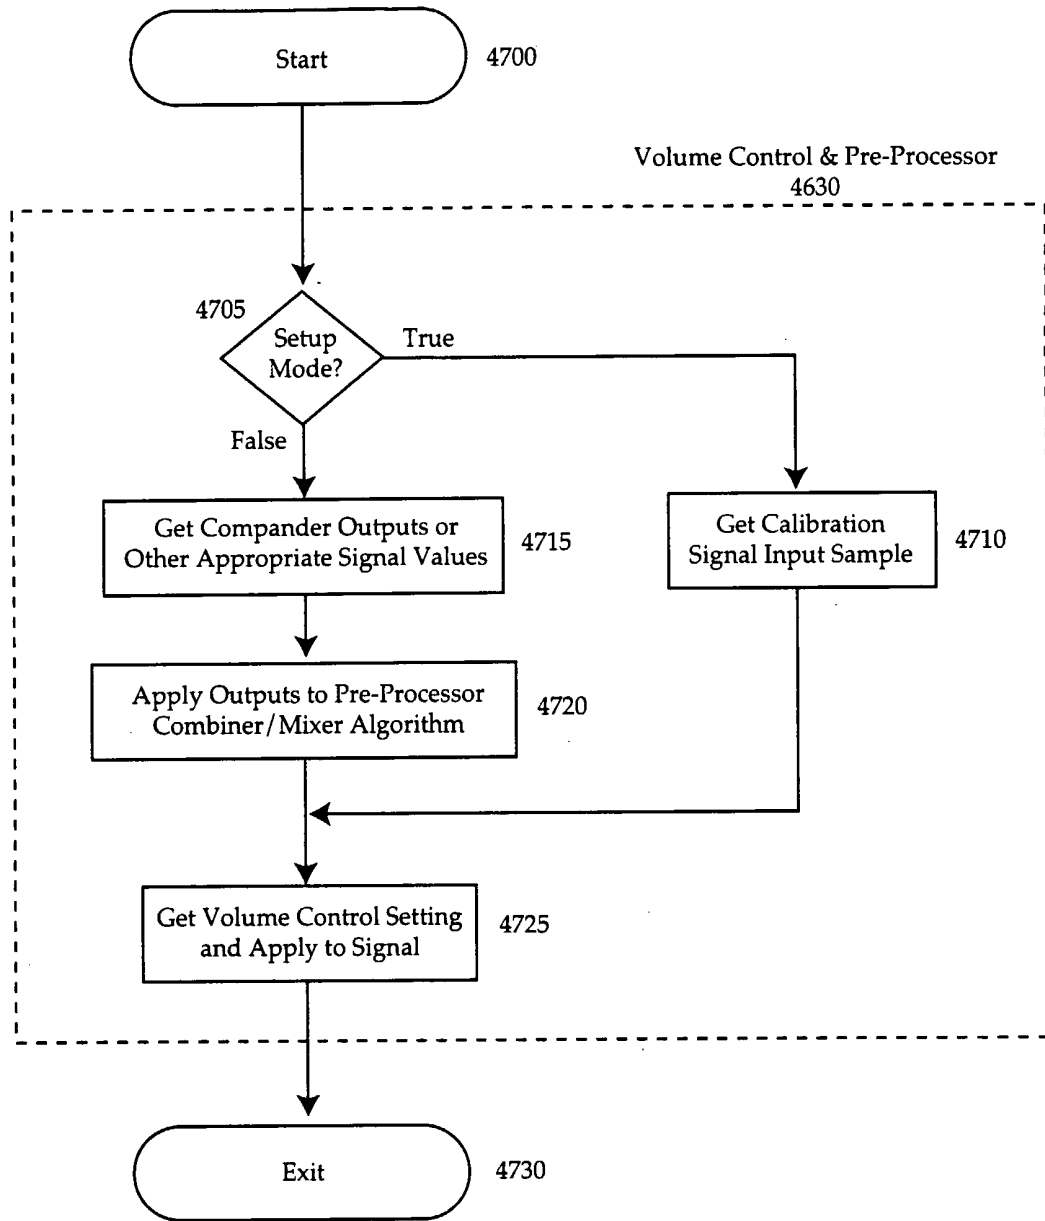 Start
4700
Volume Control & Pre-Processor
4630
4705
Setup
Mode?
True
False
Get Compander Outputs or
Other Appropriate Signal Values
4715
Get Calibration
Signal Input Sample
4710
Apply Outputs to Pre-Processor
Combiner/Mixer Algorithm
4720
Get Volume Control Setting
and Apply to Signal
4725
Exit
4730